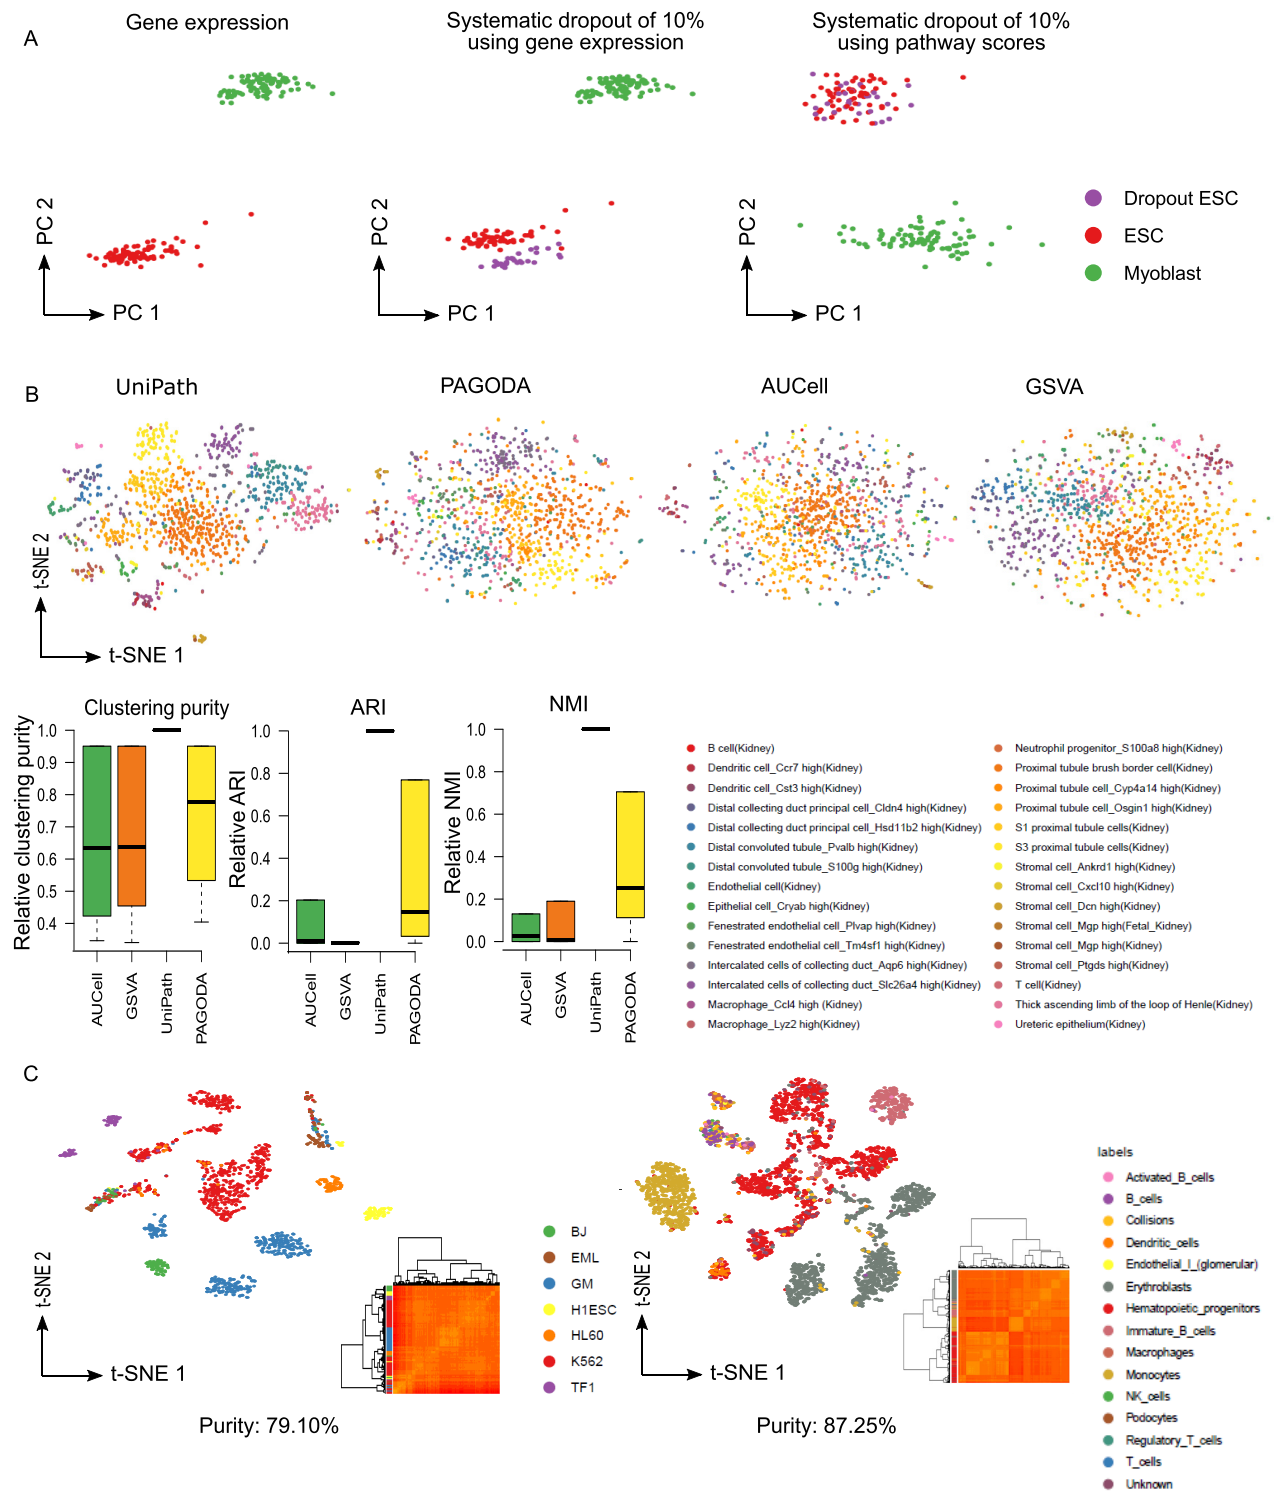 A
Gene expression
Systematic dropout of 10%
using gene expression
Systematic dropout of 10%
using pathway scores
PC 2
PC 1
PC 2
PC 1
PC 2
PC 1
Dropout ESC
ESC
Myoblast
B
UniPath
PAGODA
AUCell
GSVA
t-SNE 2
t-SNE 1
Clustering purity
Relative clustering purity
1.0
0.9
0.8
0.7
0.6
0.5
0.4
AUCell
GSVA
UniPath
PAGODA
ARI
Relative ARI
1.0
0.8
0.6
0.4
0.2
0.0
AUCell
GSVA
UniPath
PAGODA
NMI
Relative NMI
1.0
0.8
0.6
0.4
0.2
0.0
AUCell
GSVA
UniPath
PAGODA
B cell(Kidney)
Dendritic cell_Ccr7 high(Kidney)
Dendritic cell_Cst3 high(Kidney)
Distal collecting duct principal cell_Cldn4 high(Kidney)
Distal collecting duct principal cell_Hsd11b2 high(Kidney)
Distal convoluted tubule_Pvalb high(Kidney)
Distal convoluted tubule_S100g high(Kidney)
Endothelial cell(Kidney)
Epithelial cell_Cryab high(Kidney)
Fenestrated endothelial cell_Plvap high(Kidney)
Fenestrated endothelial cell_Tm4sf1 high(Kidney)
Intercalated cells of collecting duct_Aqp6 high(Kidney)
Intercalated cells of collecting duct_Slc26a4 high(Kidney)
Macrophage_Ccl4 high (Kidney)
Macrophage_Lyz2 high(Kidney)
Neutrophil progenitor_S100a8 high(Kidney)
Proximal tubule brush border cell(Kidney)
Proximal tubule cell_Cyp4a14 high(Kidney)
Proximal tubule cell_Osgin1 high(Kidney)
S1 proximal tubule cells(Kidney)
S3 proximal tubule cells(Kidney)
Stromal cell_Ankrd1 high(Kidney)
Stromal cell_Cxcl10 high(Kidney)
Stromal cell_Dcn high(Kidney)
Stromal cell_Mgp high(Fetal_Kidney)
Stromal cell_Mgp high(Kidney)
Stromal cell_Ptgds high(Kidney)
T cell(Kidney)
Thick ascending limb of the loop of Henle(Kidney)
Ureteric epithelium(Kidney)
C
t-SNE 2
t-SNE 1
BJ
EML
GM
H1ESC
HL60
K562
TF1
Purity: 79.10%
t-SNE 2
t-SNE 1
Purity: 87.25%
labels
Activated_B_cells
B_cells
Collisions
Dendritic_cells
Endothelial_I_(glomerular)
Erythroblasts
Hematopoietic_progenitors
Immature_B_cells
Macrophages
Monocytes
NK_cells
Podocytes
Regulatory_T_cells
T_cells
Unknown